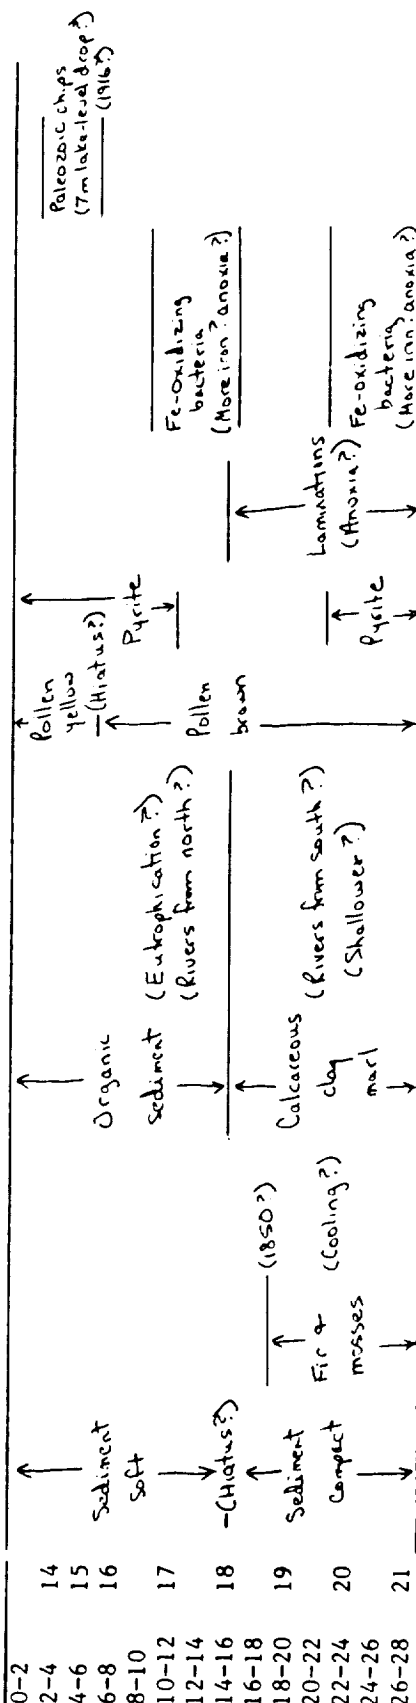 0-2
2-4 14
4-6 15
6-8 16
8-10
10-12 17
12-14
14-16 18
16-18
18-20 19
20-22
22-24 20
24-26
26-28 21
Sediment
Soft
-(Hiatus?)
Sediment
Compact
(1850?)
Fir &
mosses
(Cooling?)
Organic
Sediment
(Eutrophication?)
(Rivers from north?)
Calcareous
clay
marl
(Rivers from south?)
(Shallower?)
Pollen
yellow
-(Hiatus?)
Pollen
brown
Pyrite
Pyrite
Laminations
(Anoxia?)
Fe-oxidizing
bacteria
(More iron? anoxia?)
Fe-oxidizing
bacteria
(More iron? anoxia?)
Paleozoic chips
(7m lake-level drop?)
(1916?)